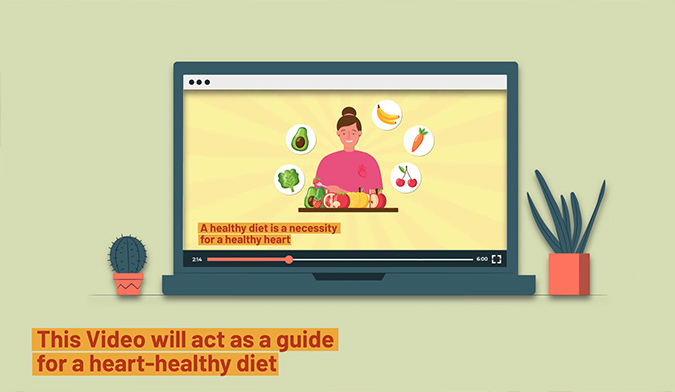 A healthy diet is a necessity
for a healthy heart
2:14
6:00
This Video will act as a guide
for a heart-healthy diet